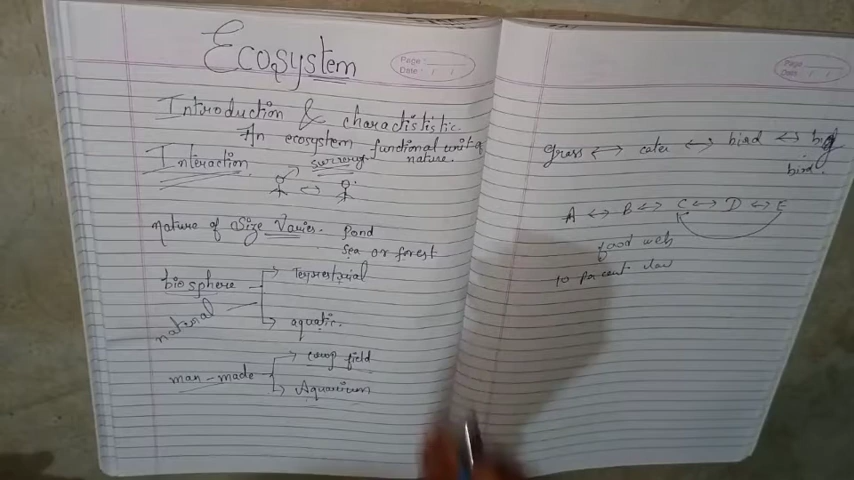 Ecosystem
Page :
Date : / /
Introduction & charactististic.
An ecosystem functional unit of nature.
Interaction surrering.
nature of Size Varies. Pond
Sea or forest
biosphere → Terrestrial
natural → aquatic.
man-made → crop field
→ Aquarium
Page :
Date : / /
grass ↔ cater ↔ bird ↔ big bird.
A ↔ B ↔ C ↔ D ↔ E
food web
10 percent law